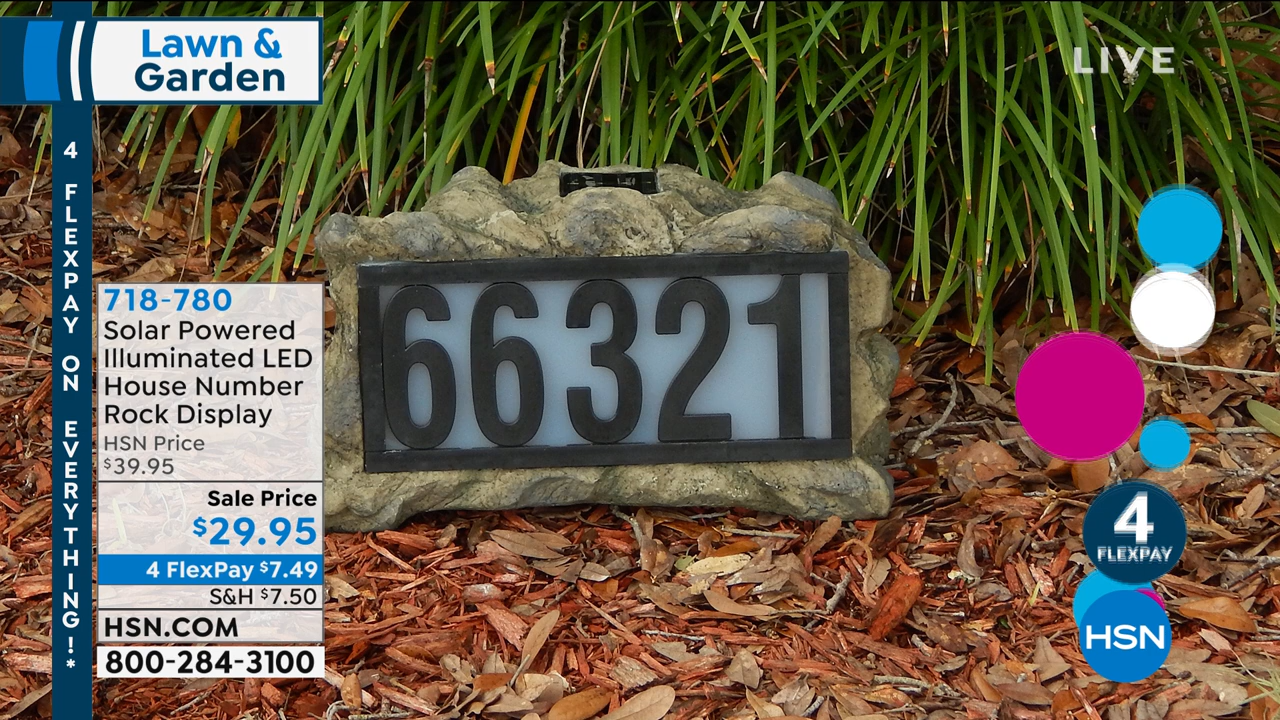 Lawn &
Garden
LIVE
4 FLEXPAY ON EVERYTHING!*
718-780
Solar Powered
Illuminated LED
House Number
Rock Display
HSN Price
$39.95
Sale Price
$29.95
4 FlexPay $7.49
S&H $7.50
HSN.COM
800-284-3100
66321
4
FLEXPAY
HSN